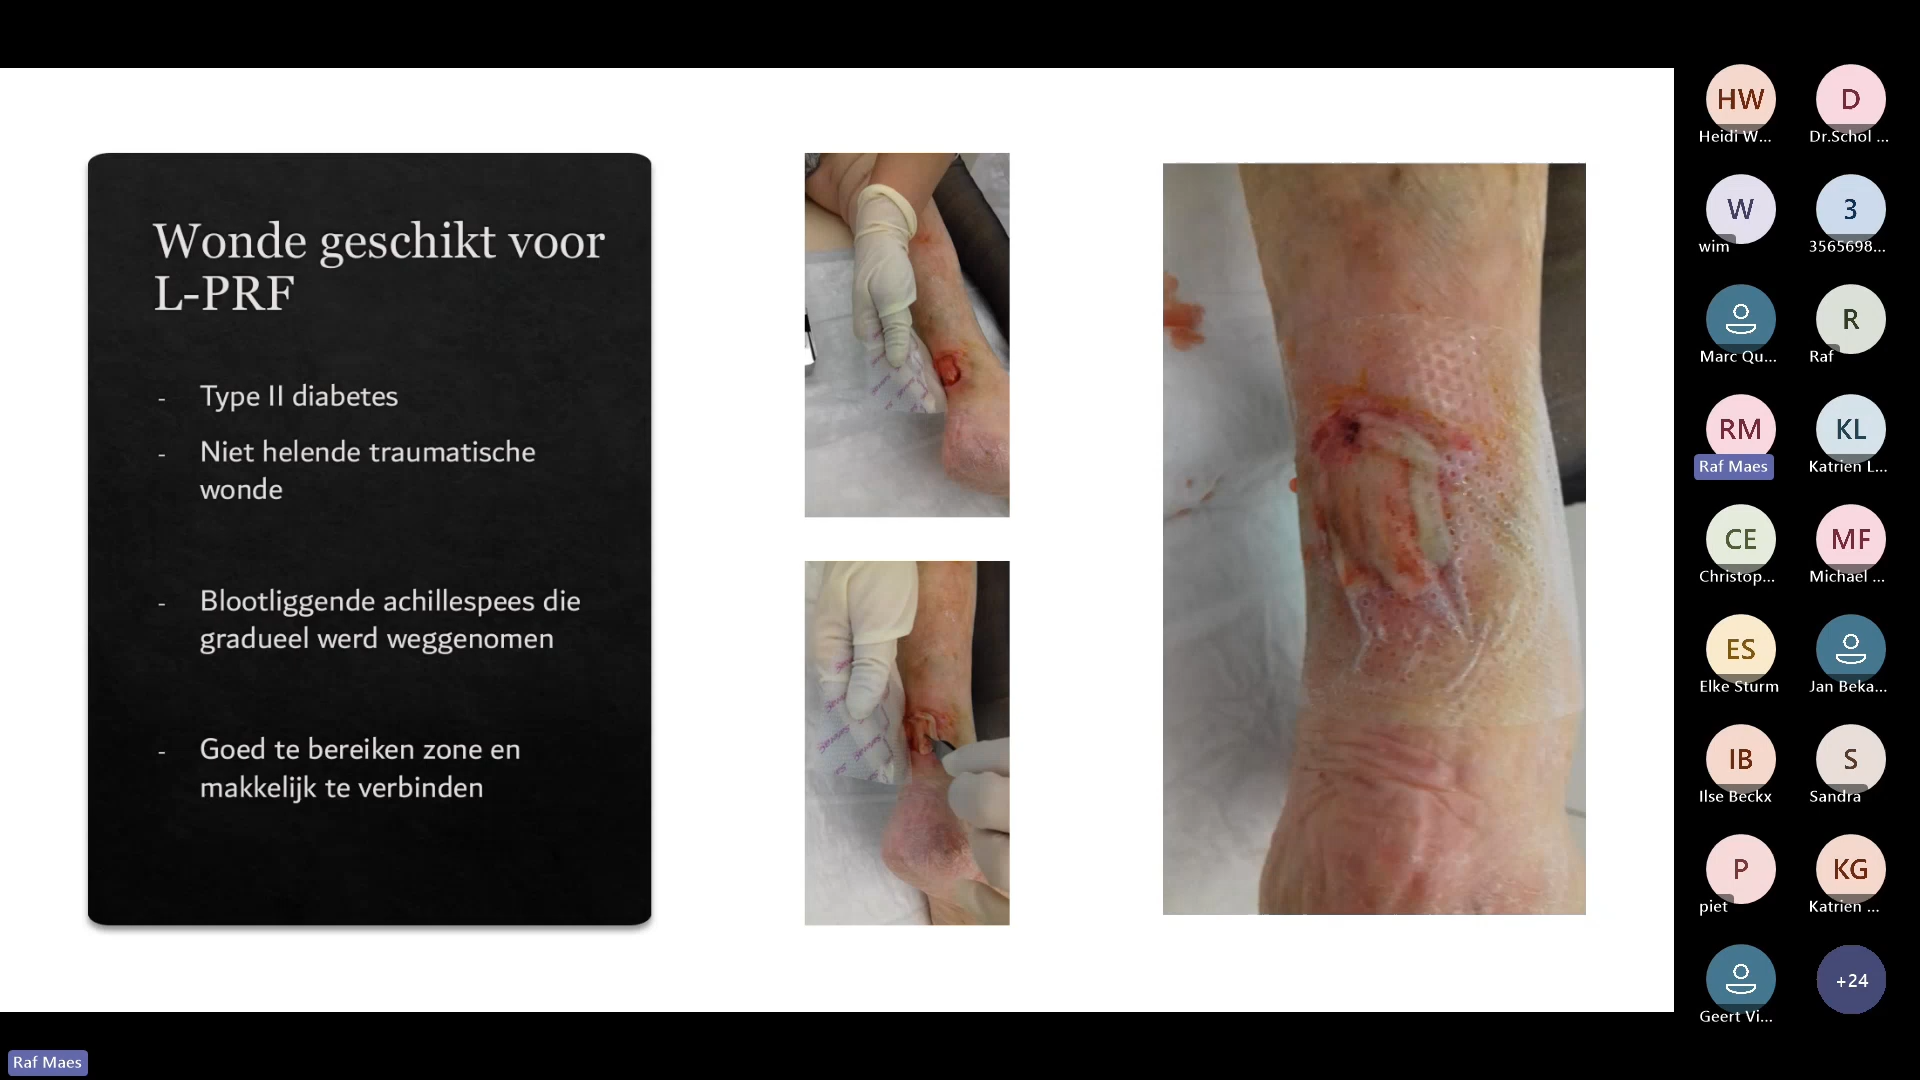 Wonde geschikt voor
L-PRF
- Type II diabetes
- Niet helende traumatische
wonde
- Blootliggende achillespees die
gradueel werd weggenomen
- Goed te bereiken zone en
makkelijk te verbinden
HW
Heidi W...
D
Dr.Schol ...
W
wim
3
3565698...
Marc Qu...
R
Raf
RM
Raf Maes
KL
Katrien L...
CE
Christop...
MF
Michael ...
ES
Elke Sturm
Jan Beka...
IB
Ilse Beckx
S
Sandra
P
piet
KG
Katrien ...
Geert Vi...
+24
Raf Maes